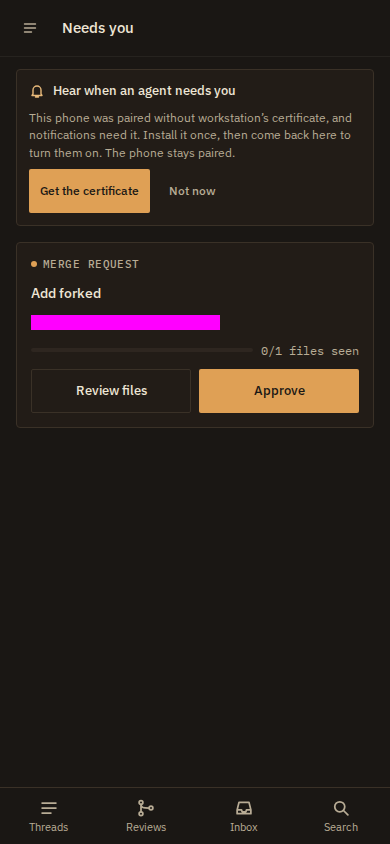 Needs you
Hear when an agent needs you
This phone was paired without workstation's certificate, and
notifications need it. Install it once, then come back here to
turn them on. The phone stays paired.
Get the certificate
Not now
MERGE REQUEST
Add forked
0/1 files seen
Review files
Approve
Threads
Reviews
Inbox
Search